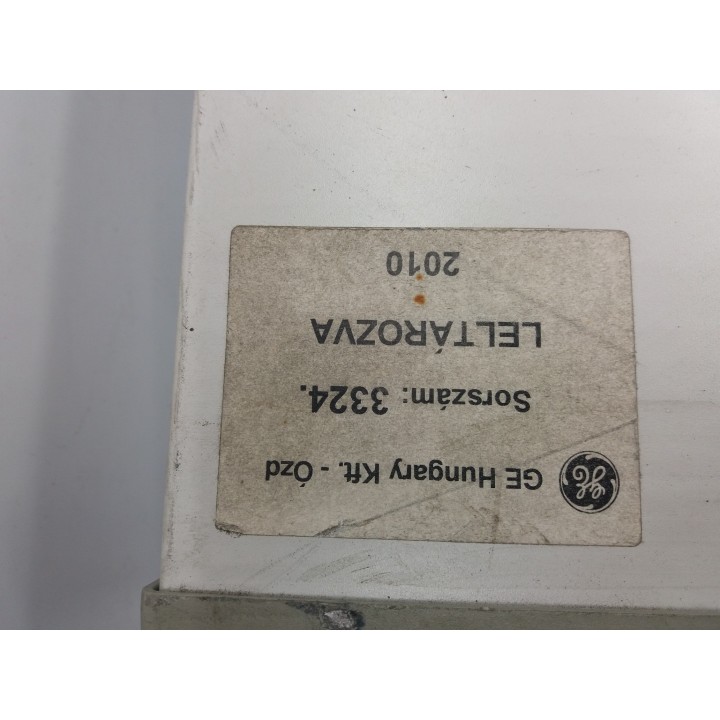 GE Hungary Kft. - Ózd
Sorszám: 3324.
LELTÁROZVA
2010